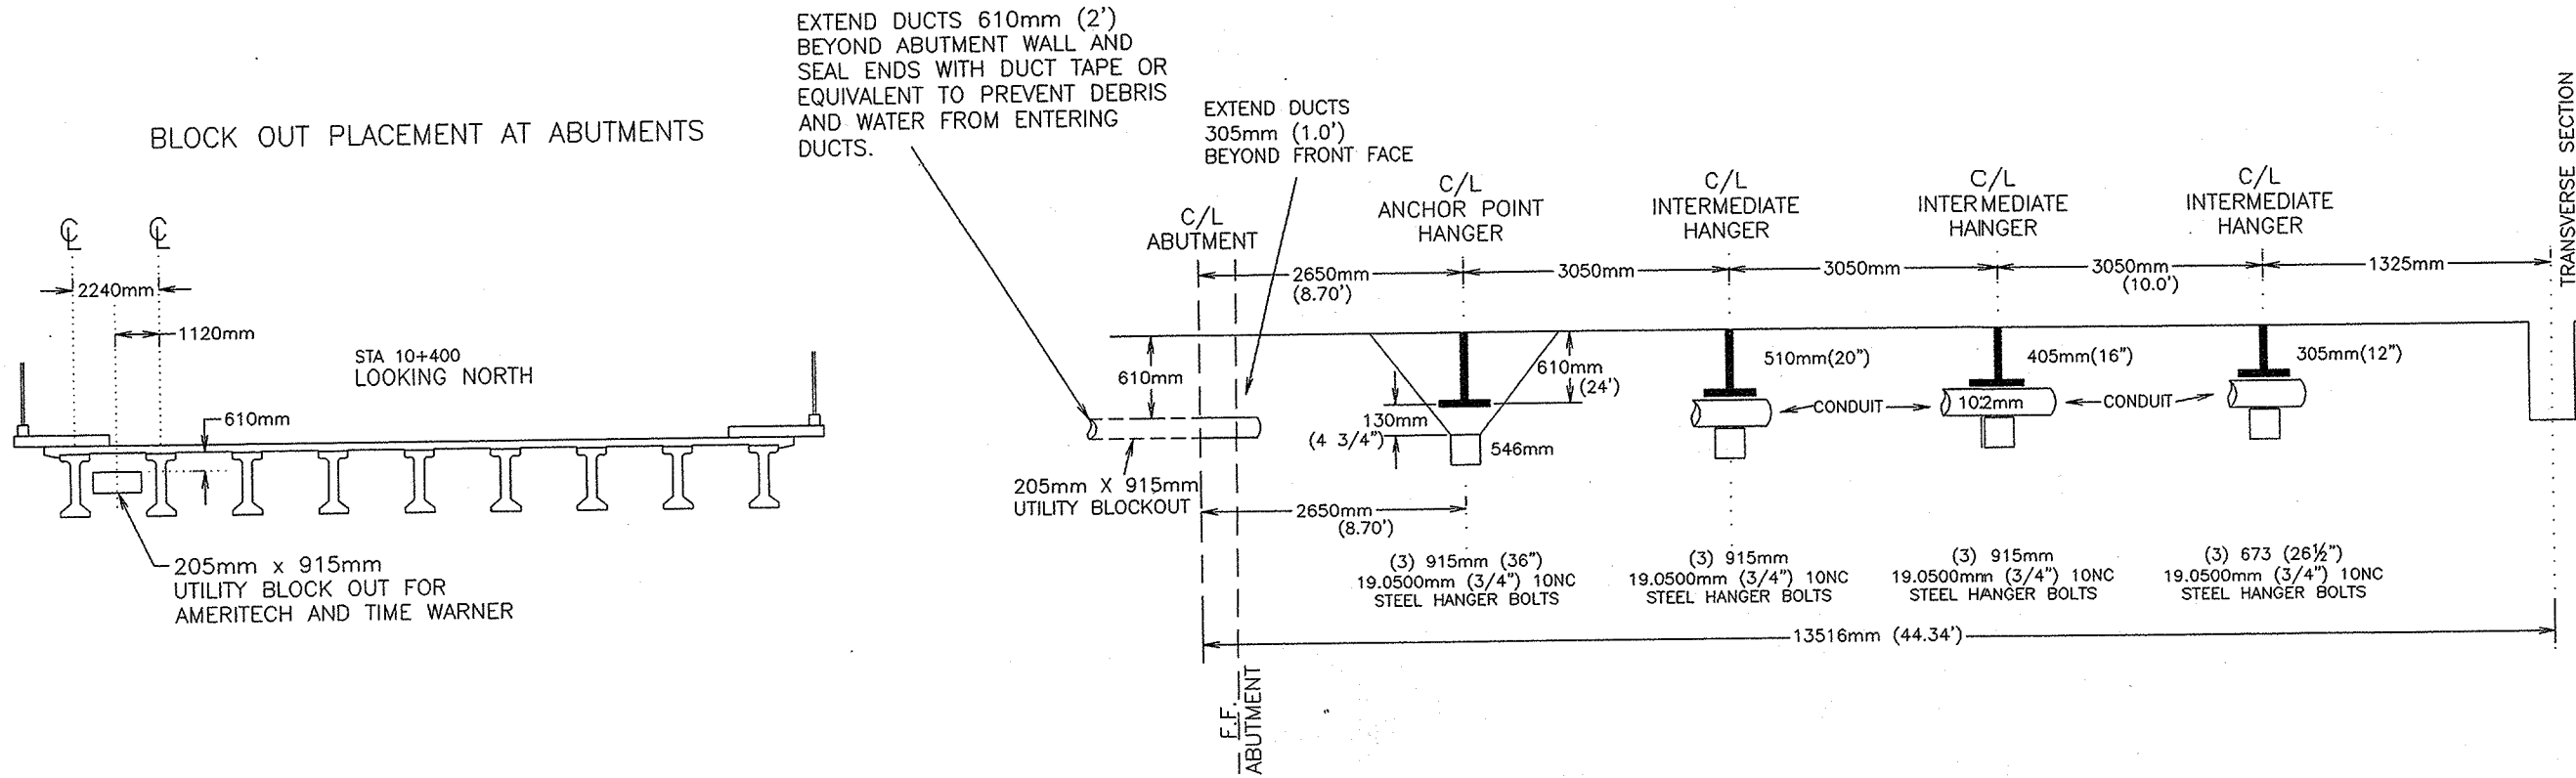 BLOCK OUT PLACEMENT AT ABUTMENTS
℄ ℄
2240mm
1120mm
STA 10+400
LOOKING NORTH
610mm
205mm x 915mm
UTILITY BLOCK OUT FOR
AMERITECH AND TIME WARNER
EXTEND DUCTS 610mm (2')
BEYOND ABUTMENT WALL AND
SEAL ENDS WITH DUCT TAPE OR
EQUIVALENT TO PREVENT DEBRIS
AND WATER FROM ENTERING
DUCTS.
EXTEND DUCTS
305mm (1.0')
BEYOND FRONT FACE
C/L
ABUTMENT
C/L
ANCHOR POINT
HANGER
C/L
INTERMEDIATE
HANGER
C/L
INTERMEDIATE
HAINGER
C/L
INTERMEDIATE
HANGER
TRANSVERSE SECTION
2650mm
(8.70')
3050mm
3050mm
3050mm
(10.0')
1325mm
610mm
610mm
(24')
510mm(20")
405mm(16")
305mm(12")
130mm
(4 3/4")
546mm
CONDUIT
102mm
CONDUIT
205mm X 915mm
UTILITY BLOCKOUT
2650mm
(8.70')
(3) 915mm (36")
19.0500mm (3/4") 10NC
STEEL HANGER BOLTS
(3) 915mm
19.0500mm (3/4") 10NC
STEEL HANGER BOLTS
(3) 915mm
19.0500mm (3/4") 10NC
STEEL HANGER BOLTS
(3) 673 (26½")
19.0500mm (3/4") 10NC
STEEL HANGER BOLTS
13516mm (44.34')
F.F.
ABUTMENT